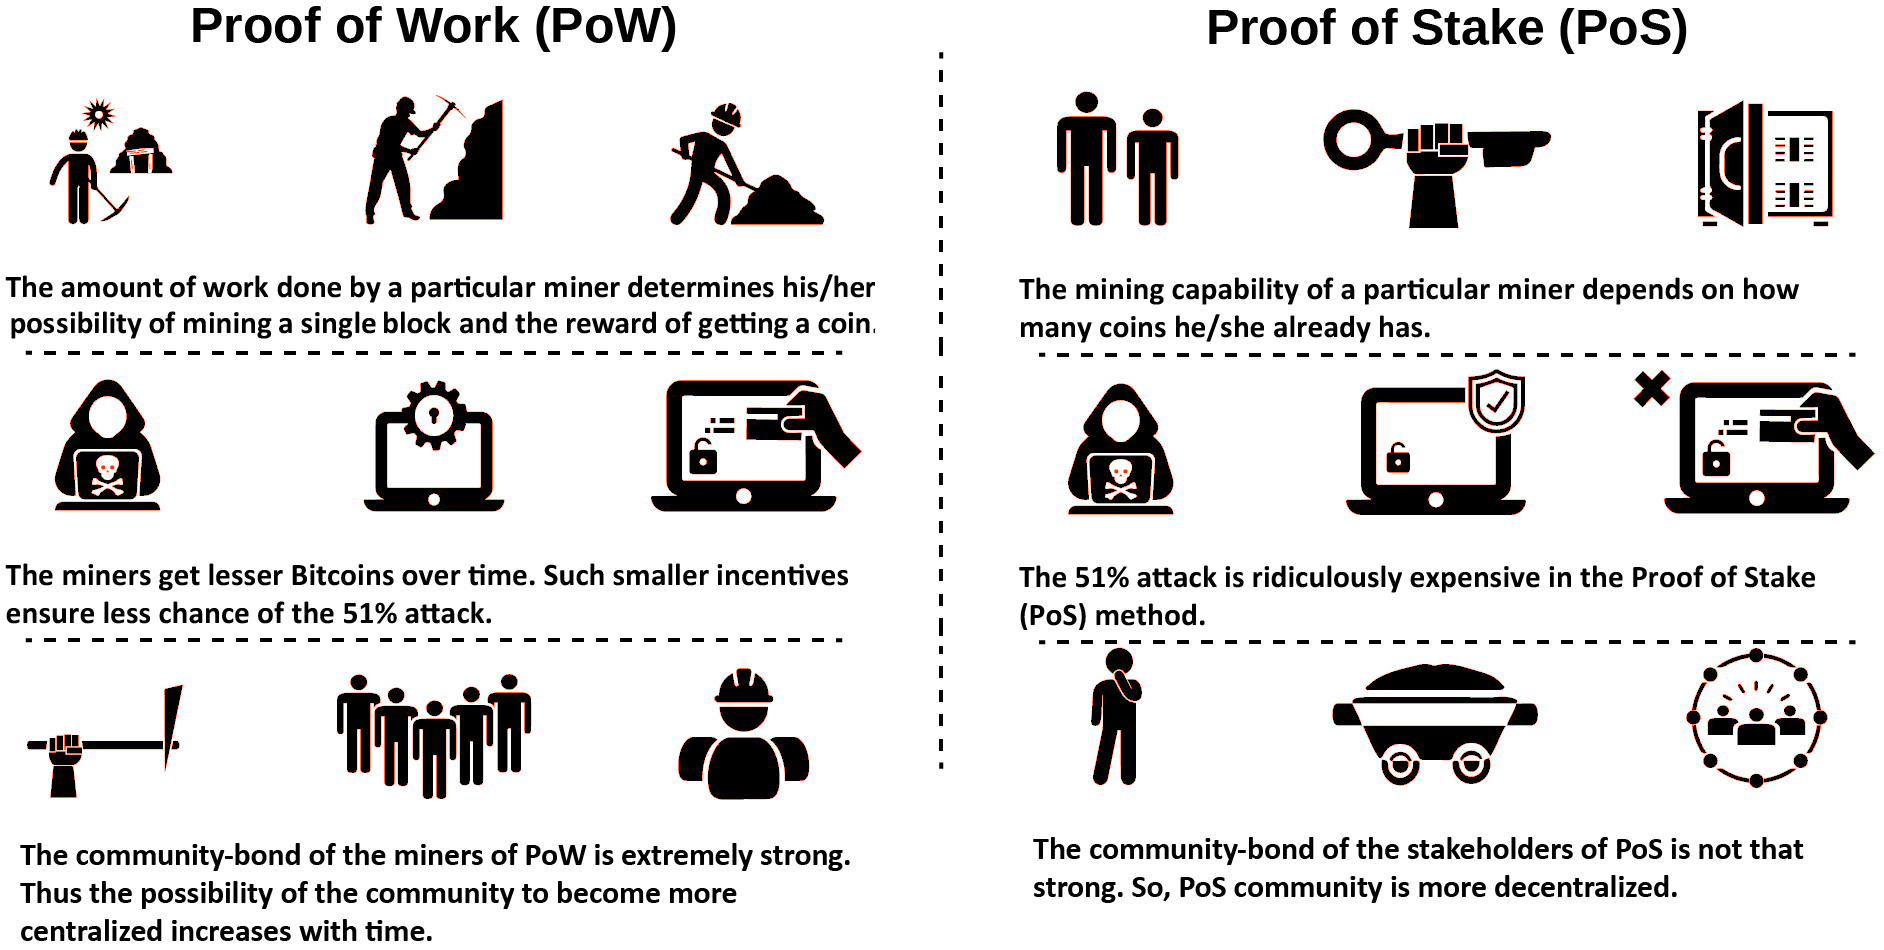 Proof of Work (PoW)
The amount of work done by a particular miner determines his/her
possibility of mining a single block and the reward of getting a coin.
The miners get lesser Bitcoins over time. Such smaller incentives
ensure less chance of the 51% attack.
The community-bond of the miners of PoW is extremely strong.
Thus the possibility of the community to become more
centralized increases with time.
Proof of Stake (PoS)
The mining capability of a particular miner depends on how
many coins he/she already has.
The 51% attack is ridiculously expensive in the Proof of Stake
(PoS) method.
The community-bond of the stakeholders of PoS is not that
strong. So, PoS community is more decentralized.